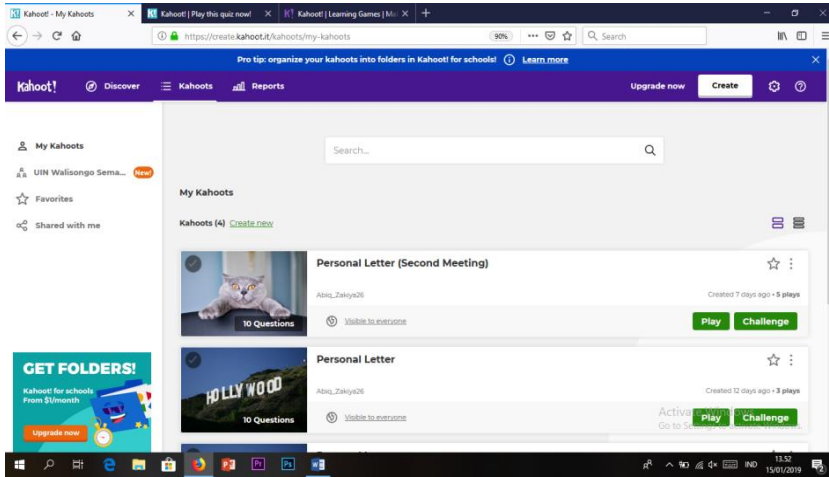 Kahoot! - My Kahoots
Kahoot! | Play this quiz now!
Kahoot! | Learning Games | Ma
https://create.kahoot.it/kahoots/my-kahoots
90%
Search
Pro tip: organize your kahoots into folders in Kahoot! for schools! Learn more
Kahoot! Discover Kahoots Reports Upgrade now Create
My Kahoots
UIN Walisongo Sema... New!
Favorites
Shared with me
Search...
My Kahoots
Kahoots (4) Create new
Personal Letter (Second Meeting)
Abiq_Zakiya26
Created 7 days ago • 5 plays
10 Questions
Visible to everyone
Play Challenge
Personal Letter
Abiq_Zakiya26
Created 12 days ago • 3 plays
HOLLYWOOD
10 Questions
Visible to everyone
Play Challenge
GET FOLDERS!
Kahoot! for schools
From $1/month
Upgrade now
Activate Windows
IND
13.52
15/01/2019